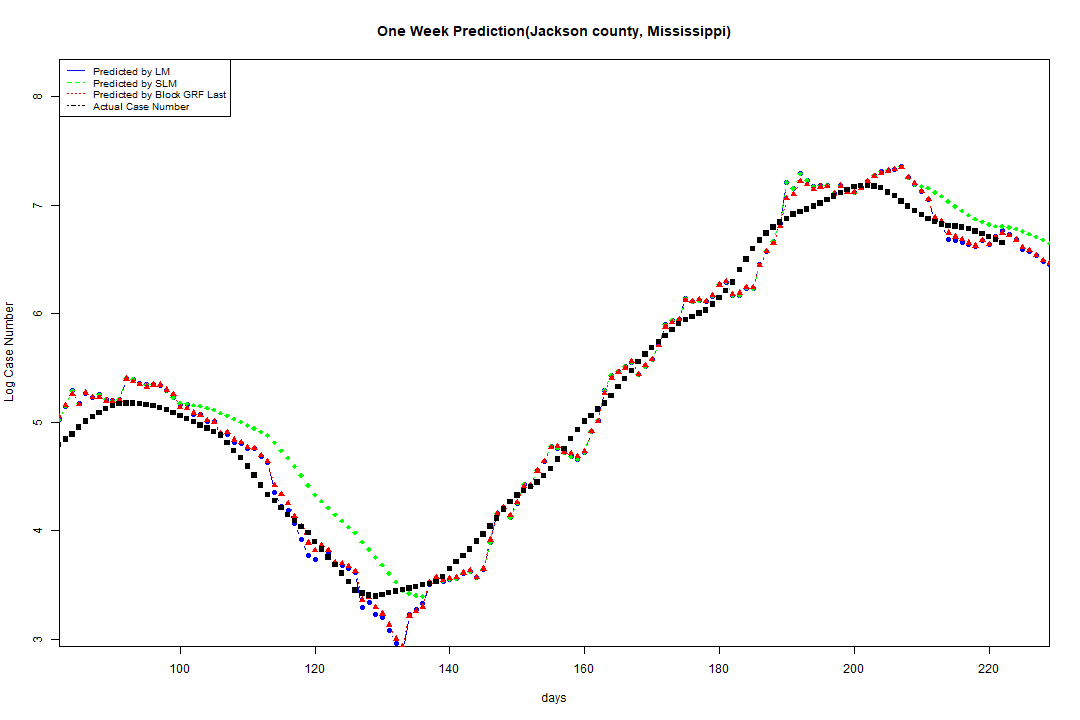 One Week Prediction(Jackson county, Mississippi)
Predicted by LM
Predicted by SLM
Predicted by Block GRF Last
Actual Case Number
Log Case Number
8
7
6
5
4
3
100 120 140 160 180 200 220
days